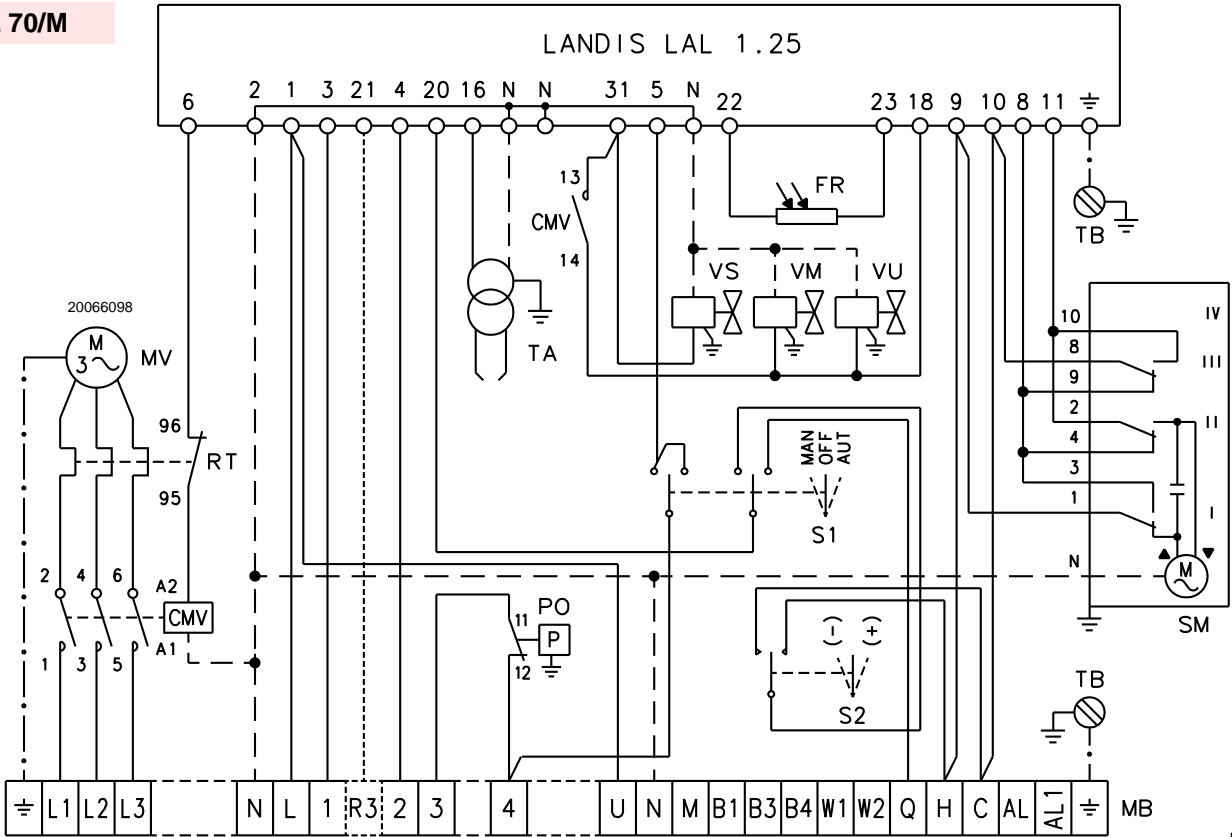 70/M
LANDIS LAL 1.25
6 2 1 3 21 4 20 16 N N 31 5 N 22 23 18 9 10 8 11
13
CMV
14
FR
TB
VS VM VU
TA
20066098
M
3
MV
96
RT
95
10 IV
8
III
9
2
II
4
3
1
I
N
M
SM
MAN
OFF
AUT
S1
2 4 6 A2
CMV
1 3 5 A1
11
PO
P
12
(-) (+)
S2
TB
L1 L2 L3 N L 1 R3 2 3 4 U N M B1 B3 B4 W1 W2 Q H C AL AL1 MB